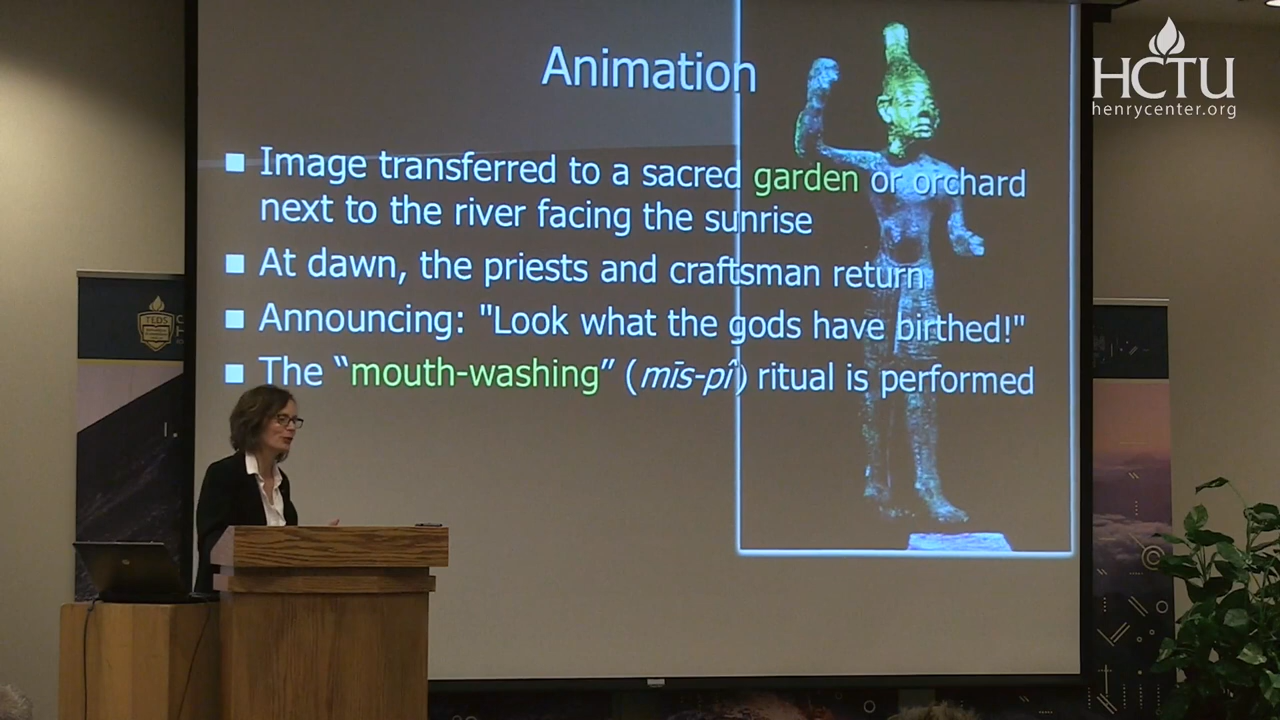 Animation
HCTU
henrycenter.org
■ Image transferred to a sacred garden or orchard
next to the river facing the sunrise
■ At dawn, the priests and craftsman return
■ Announcing: "Look what the gods have birthed!"
■ The “mouth-washing” (mīs-pî) ritual is performed
TEDS